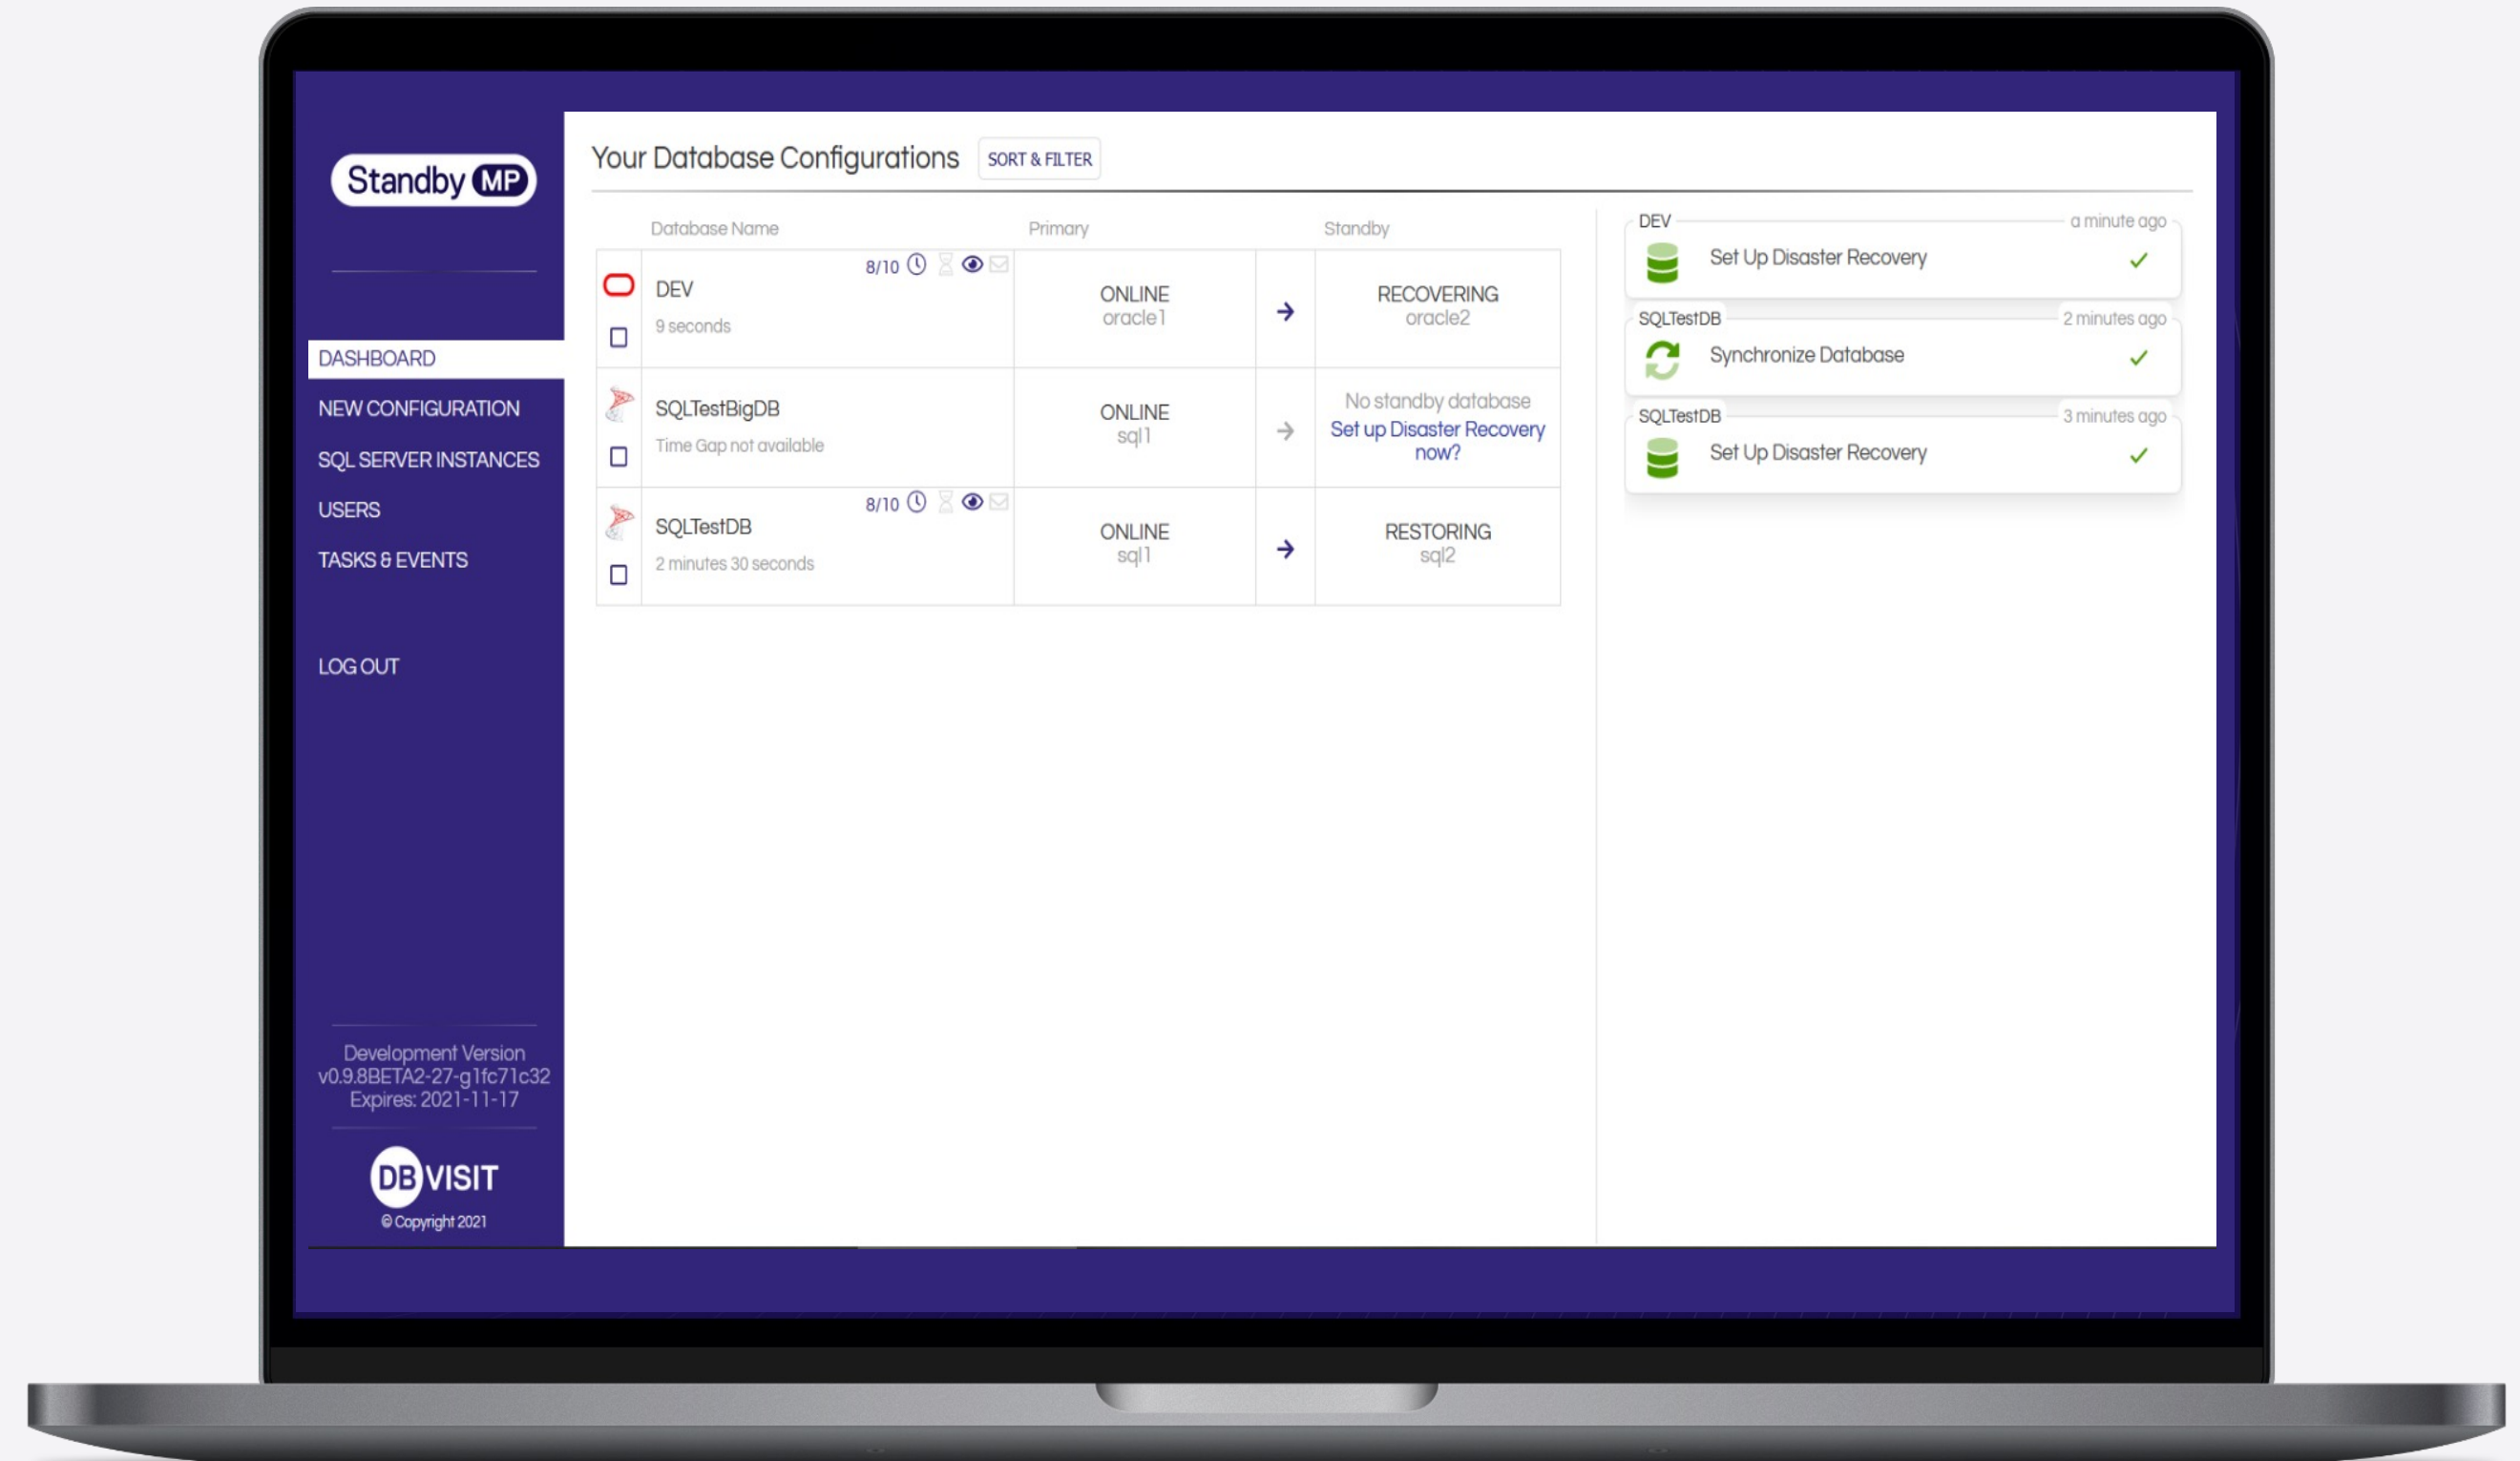 Standby MP
DASHBOARD
NEW CONFIGURATION
SQL SERVER INSTANCES
USERS
TASKS & EVENTS
LOG OUT
Development Version
v0.9.8BETA2-27-g1fc71c32
Expires: 2021-11-17
DBVISIT
© Copyright 2021
Your Database Configurations SORT & FILTER
Database Name Primary Standby
8/10
DEV
9 seconds
ONLINE
oracle1
RECOVERING
oracle2
SQLTestBigDB
Time Gap not available
ONLINE
sql1
No standby database
Set up Disaster Recovery
now?
8/10
SQLTestDB
2 minutes 30 seconds
ONLINE
sql1
RESTORING
sql2
DEV a minute ago
Set Up Disaster Recovery
SQLTestDB 2 minutes ago
Synchronize Database
SQLTestDB 3 minutes ago
Set Up Disaster Recovery